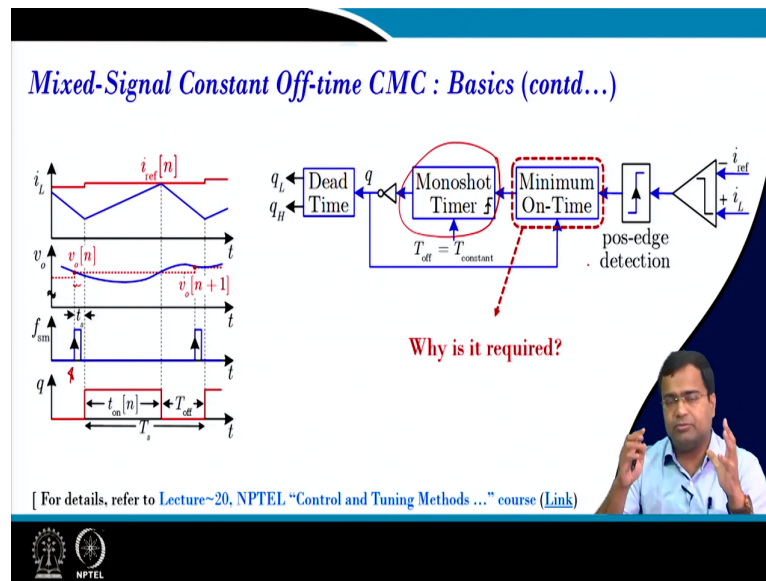 Mixed-Signal Constant Off-time CMC : Basics (contd...)
i_L
i_ref[n]
t
v_o
v_o[n]
v_o[n+1]
t_s
t
f_sm
t
q
t_on[n]
T_off
T_s
t
q_L
q_H
Dead
Time
q
Monoshot
Timer
T_off = T_constant
Minimum
On-Time
pos-edge
detection
− i_ref
+ i_L
Why is it required?
[ For details, refer to Lecture~20, NPTEL “Control and Tuning Methods ...” course (Link)
NPTEL